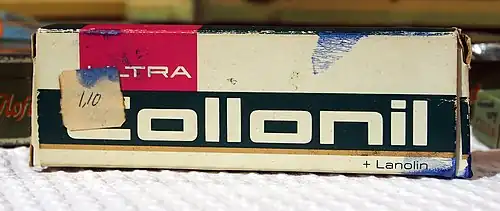 ULTRA
1,10
Collonil
+ Lanolin